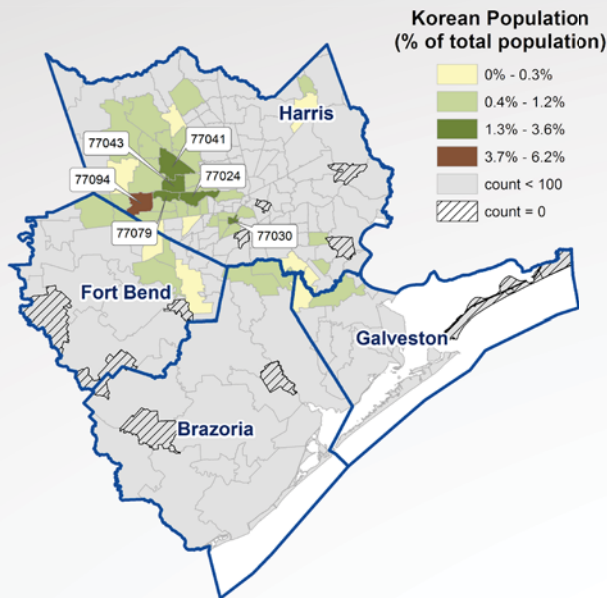 Korean Population
(% of total population)
0% - 0.3%
0.4% - 1.2%
1.3% - 3.6%
3.7% - 6.2%
count < 100
count = 0
Harris
77043
77041
77094
77024
77079
77030
Fort Bend
Galveston
Brazoria